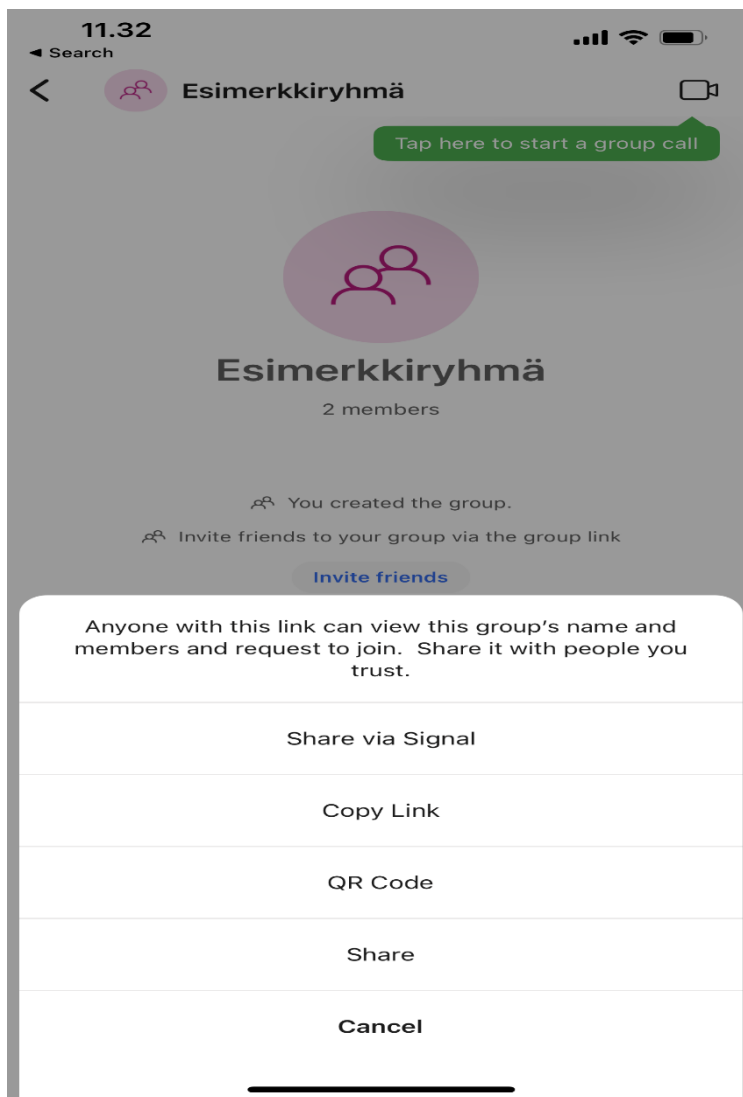 11.32
◄ Search
Esimerkkiryhmä
Tap here to start a group call
Esimerkkiryhmä
2 members
You created the group.
Invite friends to your group via the group link
Invite friends
Anyone with this link can view this group’s name and
members and request to join.  Share it with people you
trust.
Share via Signal
Copy Link
QR Code
Share
Cancel